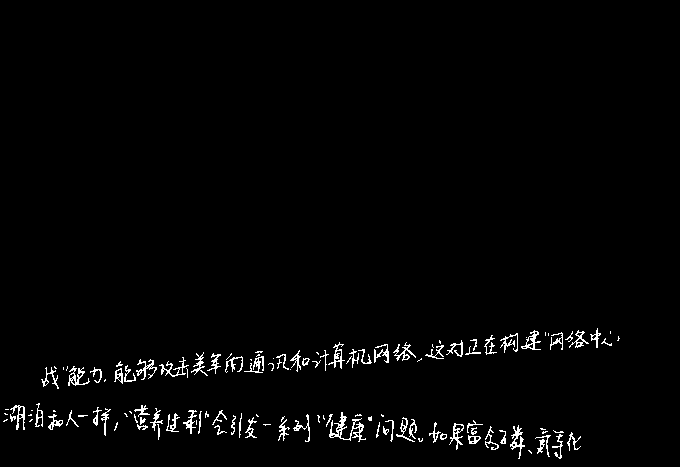 战"能力,能够攻击美军的通讯和计算机网络,这对正在构建"网络中心
湖泊和人一样,"营养过剩"会引发一系列"健康"问题。如果富含磷、氮等化